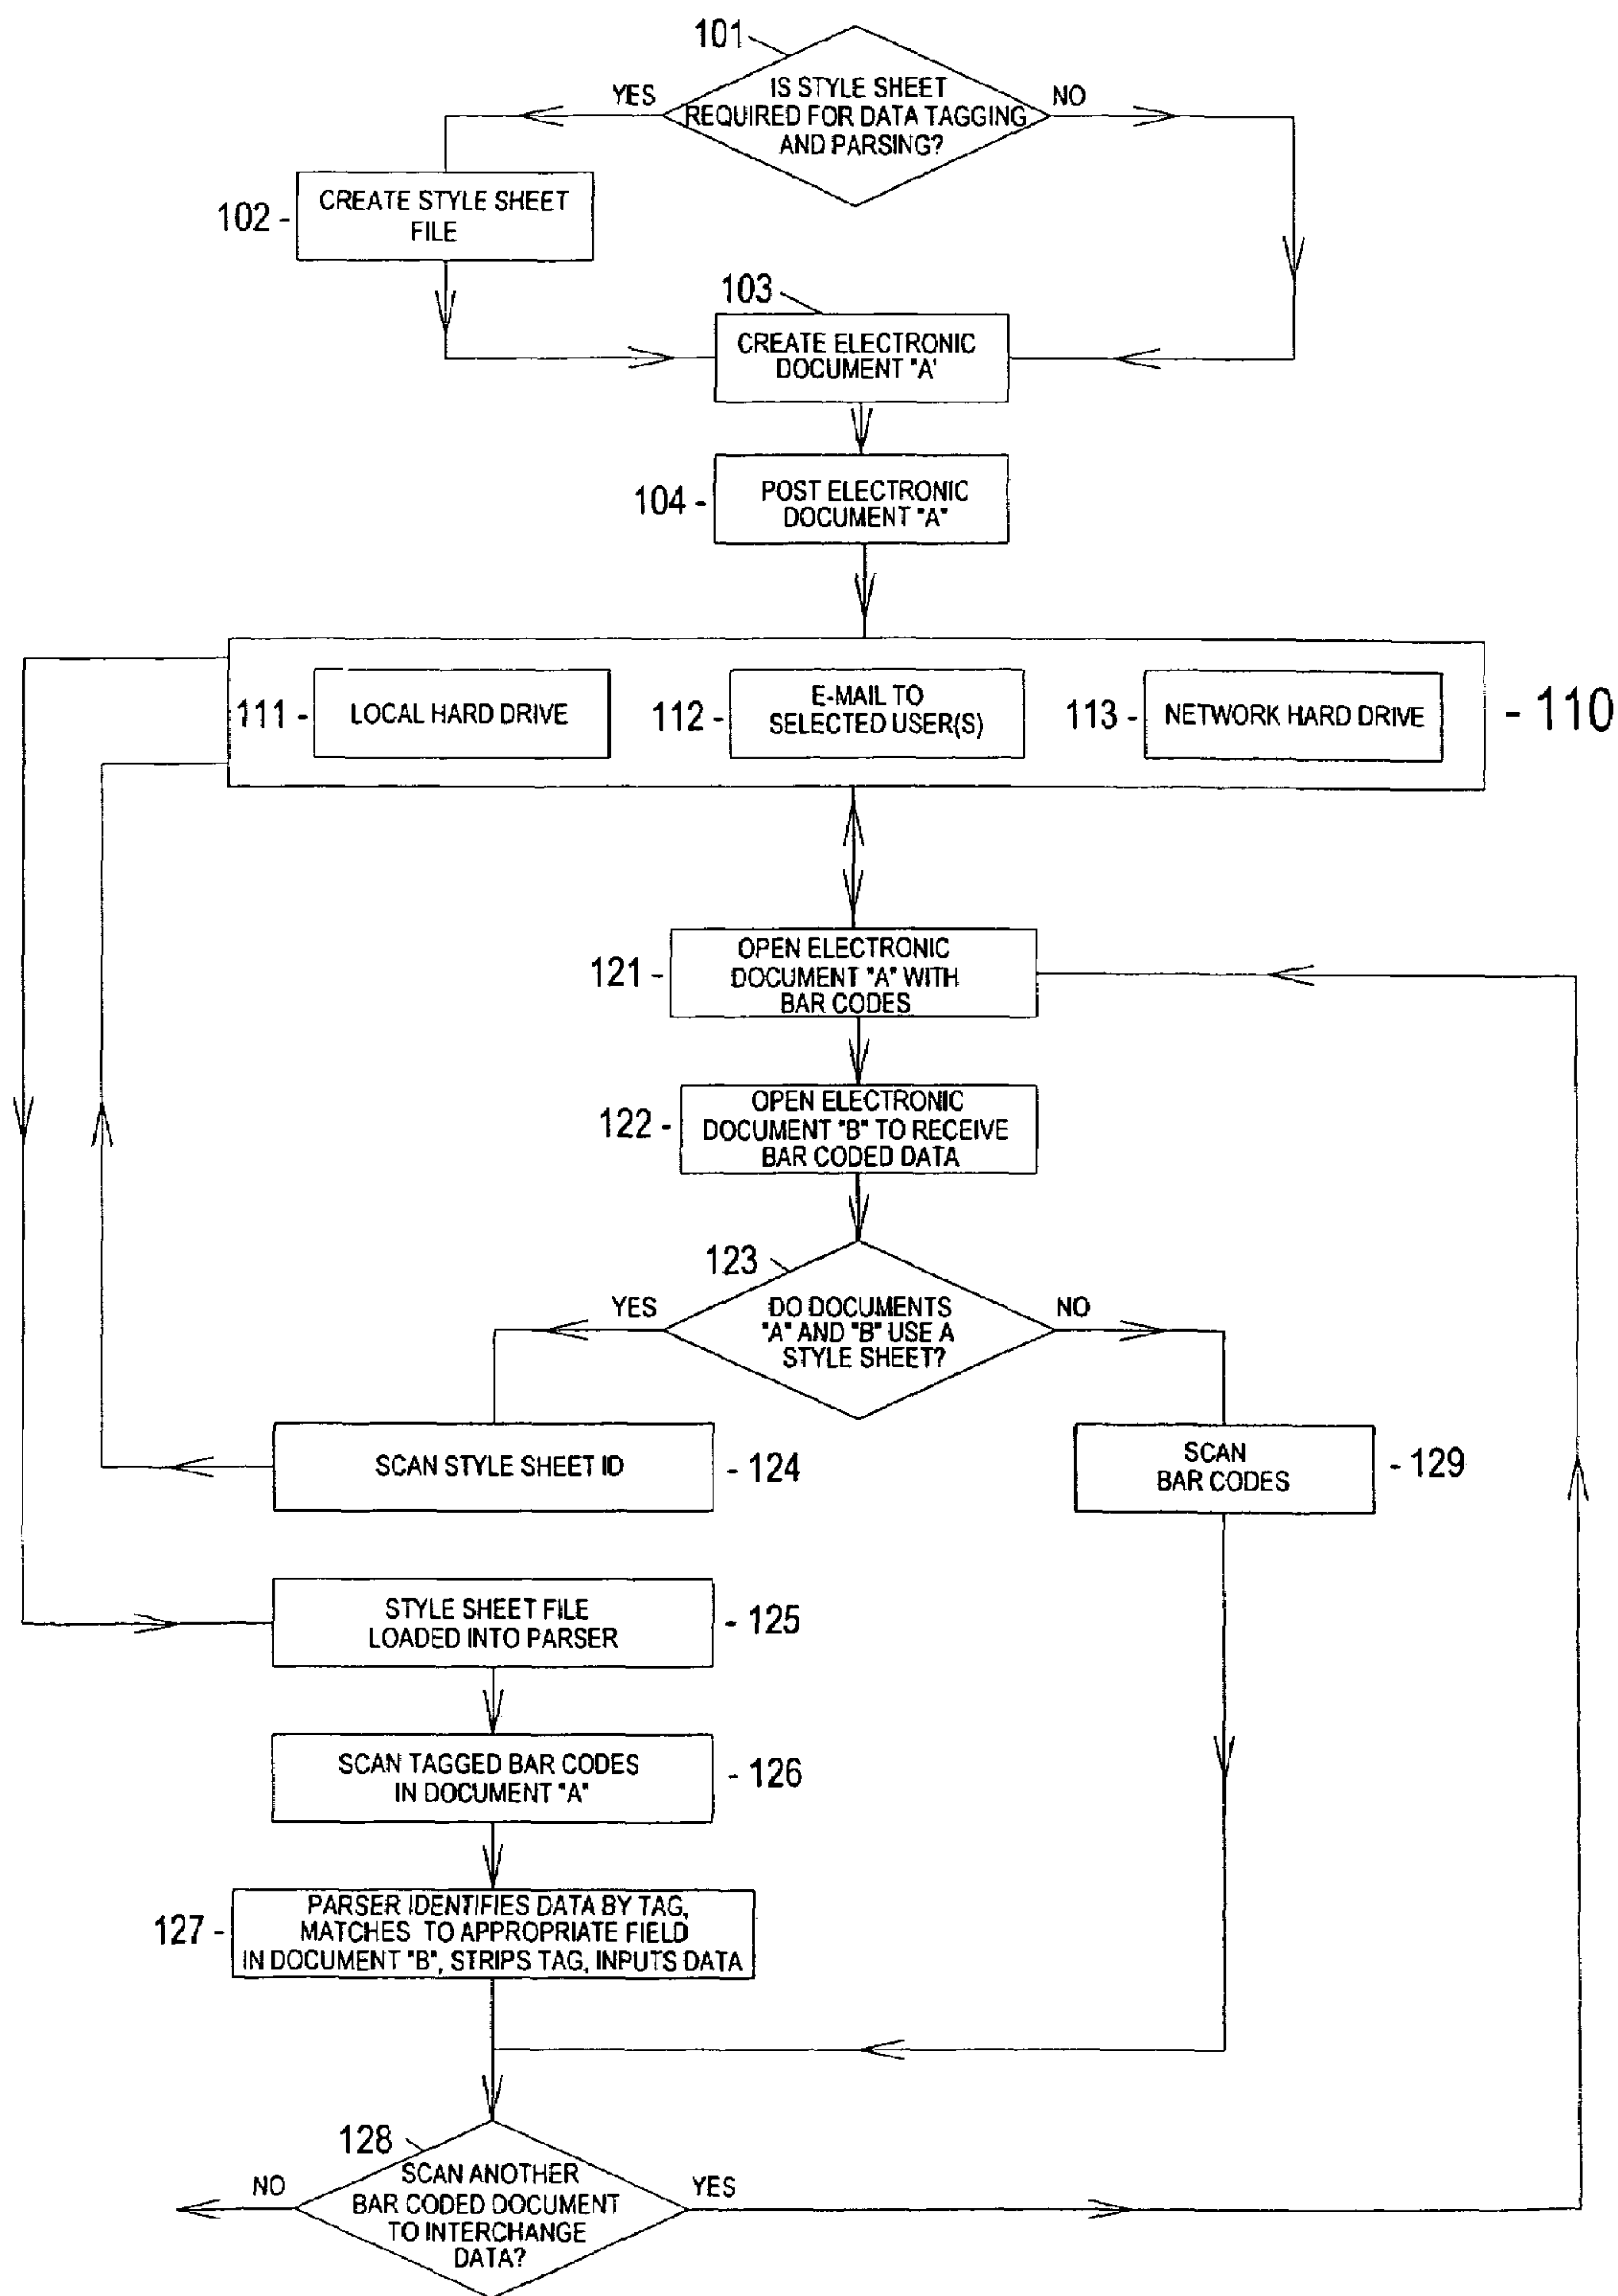 101
IS STYLE SHEET
REQUIRED FOR DATA TAGGING
AND PARSING?
YES
NO
102 -
CREATE STYLE SHEET
FILE
103
CREATE ELECTRONIC
DOCUMENT "A'
104 -
POST ELECTRONIC
DOCUMENT "A"
111 -
LOCAL HARD DRIVE
112 -
E-MAIL TO
SELECTED USER(S)
113 -
NETWORK HARD DRIVE
- 110
121 -
OPEN ELECTRONIC
DOCUMENT "A" WITH
BAR CODES
122 -
OPEN ELECTRONIC
DOCUMENT "B" TO RECEIVE
BAR CODED DATA
123
YES
NO
DO DOCUMENTS
"A" AND "B" USE A
STYLE SHEET?
SCAN STYLE SHEET ID
- 124
SCAN
BAR CODES
- 129
STYLE SHEET FILE
LOADED INTO PARSER
- 125
SCAN TAGGED BAR CODES
IN DOCUMENT "A"
- 126
127 -
PARSER IDENTIFIES DATA BY TAG,
MATCHES TO APPROPRIATE FIELD
IN DOCUMENT "B", STRIPS TAG, INPUTS DATA
128
NO
YES
SCAN ANOTHER
BAR CODED DOCUMENT
TO INTERCHANGE
DATA?